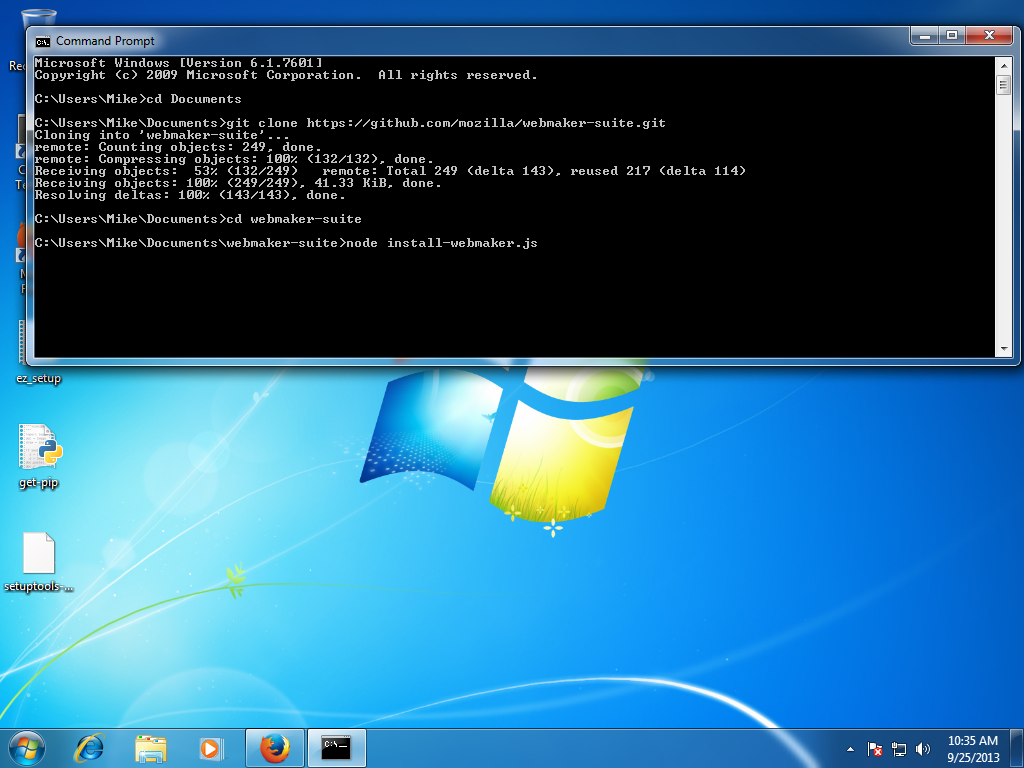 Command Prompt
Microsoft Windows [Version 6.1.7601]
Copyright (c) 2009 Microsoft Corporation.  All rights reserved.
C:\Users\Mike>cd Documents
C:\Users\Mike\Documents>git clone https://github.com/mozilla/webmaker-suite.git
Cloning into 'webmaker-suite'...
remote: Counting objects: 249, done.
remote: Compressing objects: 100% (132/132), done.
Receiving objects:  53% (132/249)   remote: Total 249 (delta 143), reused 217 (delta 114)
Receiving objects: 100% (249/249), 41.33 KiB, done.
Resolving deltas: 100% (143/143), done.
C:\Users\Mike\Documents>cd webmaker-suite
C:\Users\Mike\Documents\webmaker-suite>node install-webmaker.js
ez_setup
get-pip
setuptools-...
10:35 AM
9/25/2013